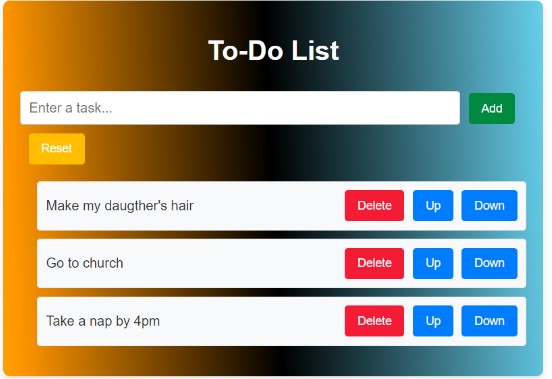 To-Do List
Enter a task... Add
Reset
Make my daugther's hair Delete Up Down
Go to church Delete Up Down
Take a nap by 4pm Delete Up Down